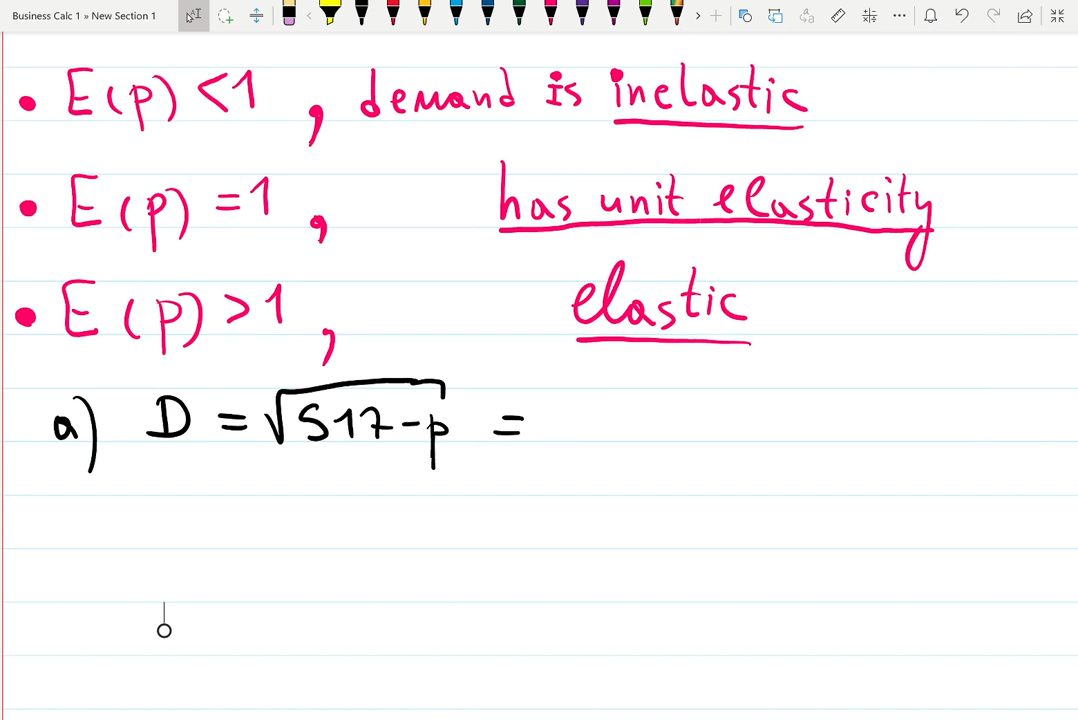 Business Calc 1 » New Section 1
• E(p) < 1 , demand is inelastic
• E(p) = 1 , has unit elasticity
• E(p) > 1 , elastic
a) D = √517-p =